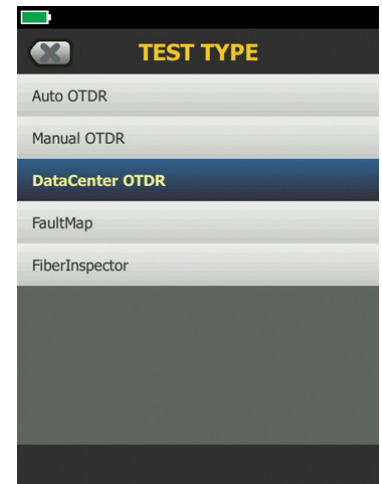 TEST TYPE
Auto OTDR
Manual OTDR
DataCenter OTDR
FaultMap
FiberInspector